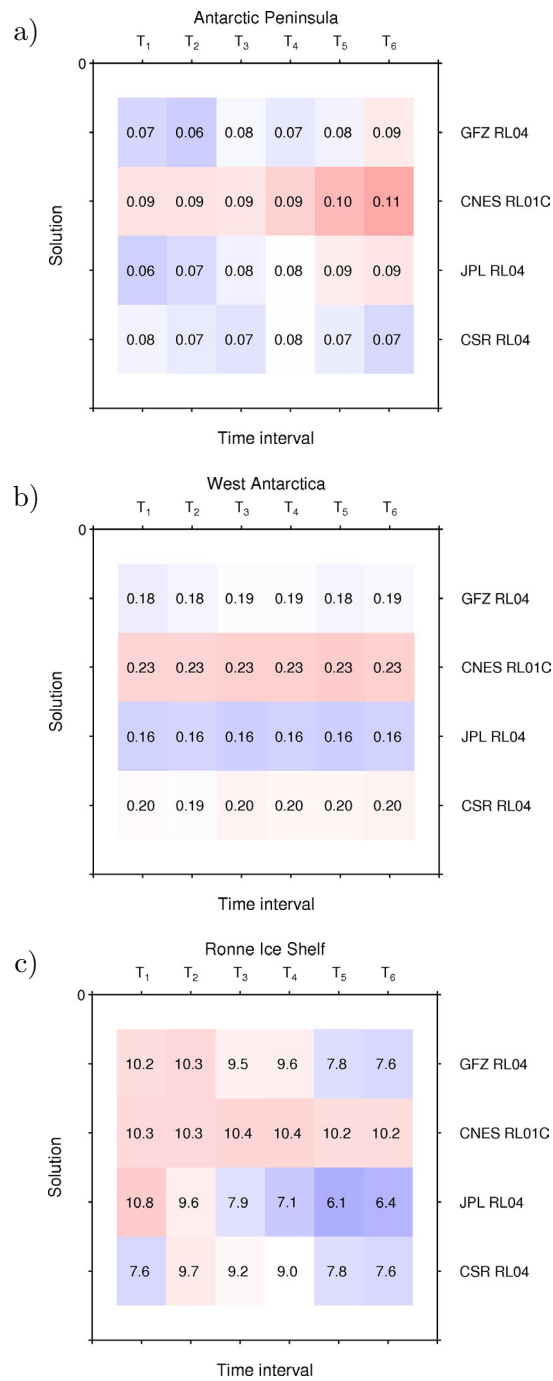 a)
Antarctic Peninsula
T1 T2 T3 T4 T5 T6
0
0.07 0.06 0.08 0.07 0.08 0.09 GFZ RL04
0.09 0.09 0.09 0.09 0.10 0.11 CNES RL01C
Solution
0.06 0.07 0.08 0.08 0.09 0.09 JPL RL04
0.08 0.07 0.07 0.08 0.07 0.07 CSR RL04
Time interval
b)
West Antarctica
T1 T2 T3 T4 T5 T6
0
0.18 0.18 0.19 0.19 0.18 0.19 GFZ RL04
0.23 0.23 0.23 0.23 0.23 0.23 CNES RL01C
Solution
0.16 0.16 0.16 0.16 0.16 0.16 JPL RL04
0.20 0.19 0.20 0.20 0.20 0.20 CSR RL04
Time interval
c)
Ronne Ice Shelf
T1 T2 T3 T4 T5 T6
0
10.2 10.3 9.5 9.6 7.8 7.6 GFZ RL04
10.3 10.3 10.4 10.4 10.2 10.2 CNES RL01C
Solution
10.8 9.6 7.9 7.1 6.1 6.4 JPL RL04
7.6 9.7 9.2 9.0 7.8 7.6 CSR RL04
Time interval